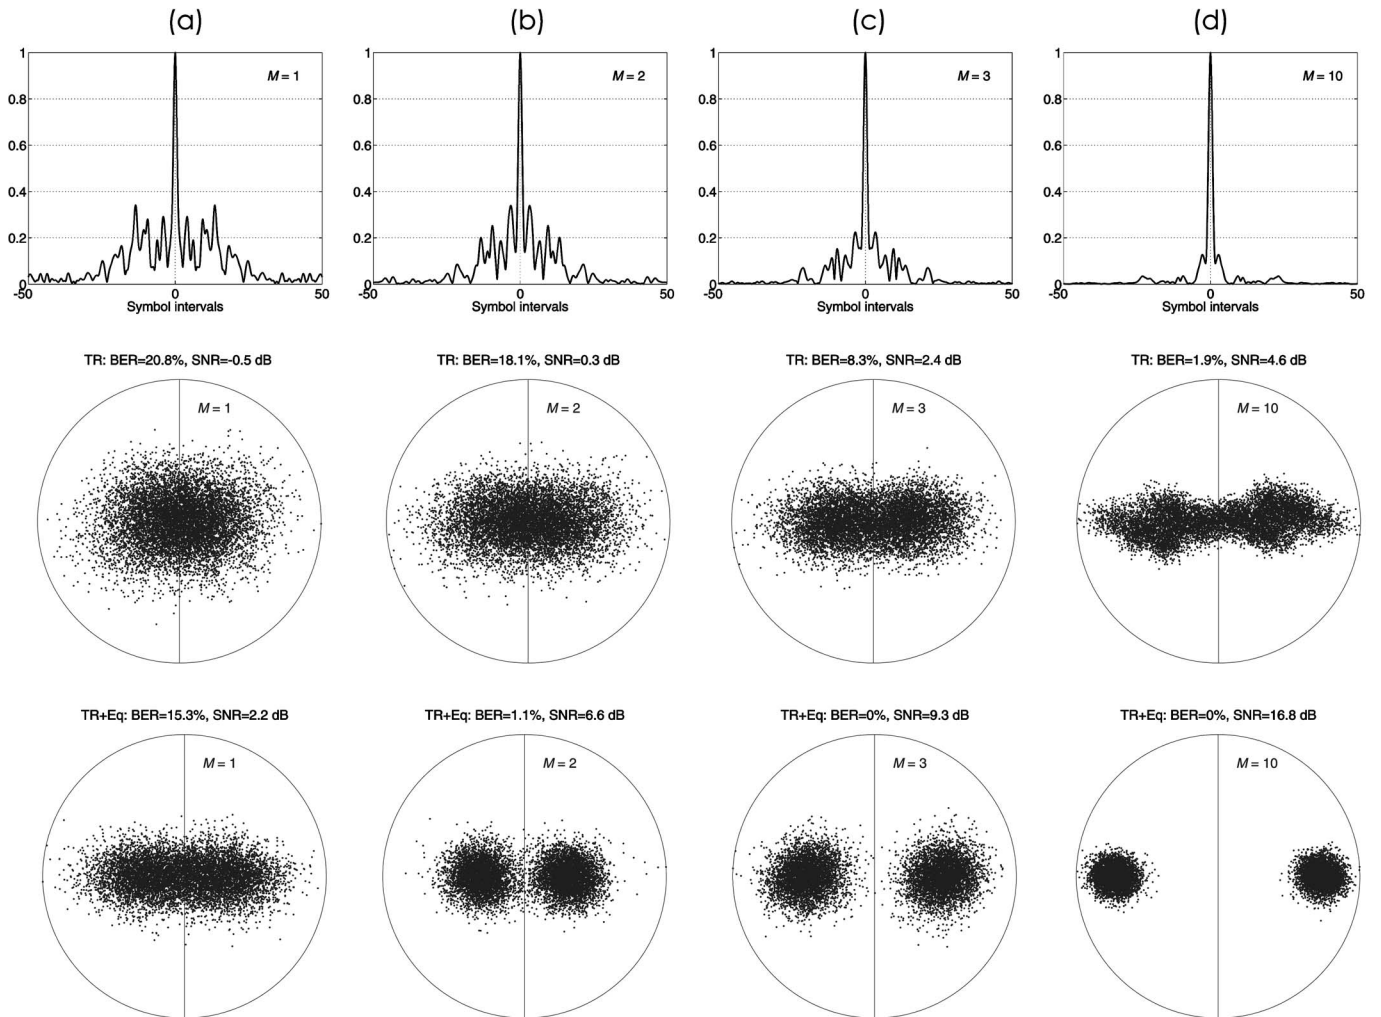 (a) (b) (c) (d)
1 1 1 1
M = 1 M = 2 M = 3 M = 10
0.8 0.8 0.8 0.8
0.6 0.6 0.6 0.6
0.4 0.4 0.4 0.4
0.2 0.2 0.2 0.2
0 0 0 0
-50 0 50 -50 0 50 -50 0 50 -50 0 50
Symbol intervals Symbol intervals Symbol intervals Symbol intervals
TR: BER=20.8%, SNR=-0.5 dB TR: BER=18.1%, SNR=0.3 dB TR: BER=8.3%, SNR=2.4 dB TR: BER=1.9%, SNR=4.6 dB
M = 1 M = 2 M = 3 M = 10
TR+Eq: BER=15.3%, SNR=2.2 dB TR+Eq: BER=1.1%, SNR=6.6 dB TR+Eq: BER=0%, SNR=9.3 dB TR+Eq: BER=0%, SNR=16.8 dB
M = 1 M = 2 M = 3 M = 10